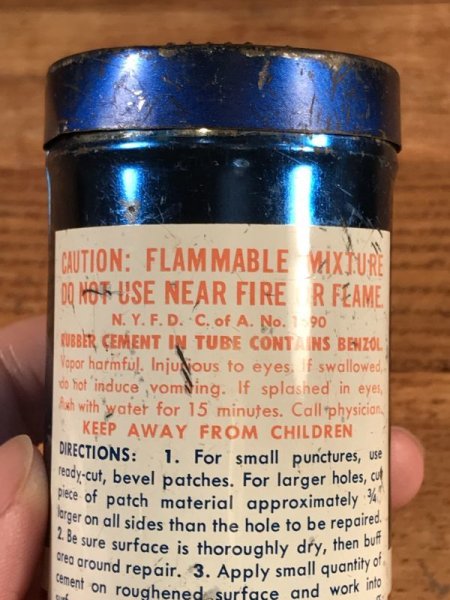 CAUTION: FLAMMABLE MIXTURE
DO NOT USE NEAR FIRE OR FLAME.
N.Y.F.D. C. of A. No. 90
RUBBER CEMENT IN TUBE CONTAINS BENZOL
Vapor harmful. Injurious to eyes. If swallowed,
do not induce vomiting. If splashed in eyes,
flush with water for 15 minutes. Call physician.
KEEP AWAY FROM CHILDREN
DIRECTIONS: 1. For small punctures, use
ready-cut, bevel patches. For larger holes, cut
piece of patch material approximately 3/4"
larger on all sides than the hole to be repaired.
2. Be sure surface is thoroughly dry, then buff
area around repair. 3. Apply small quantity of
cement on roughened surface and work into